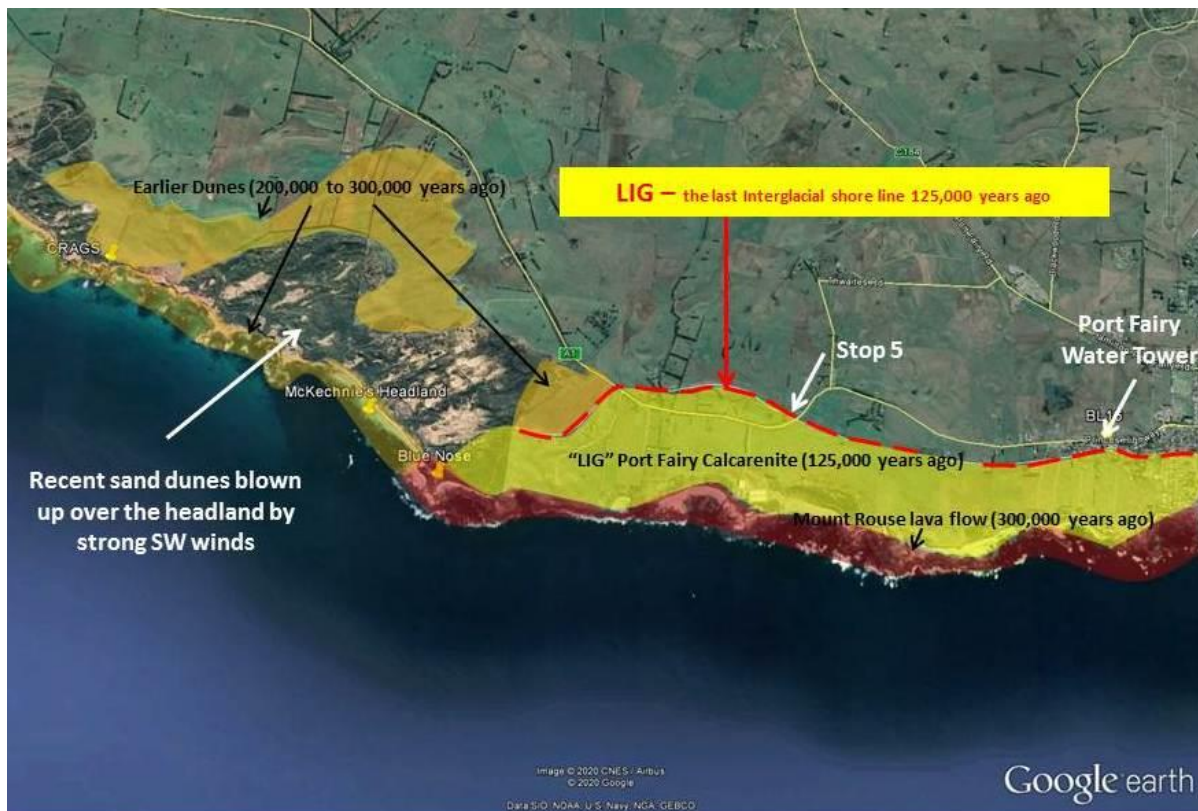 Earlier Dunes (200,000 to 300,000 years ago)
LIG – the last Interglacial shore line 125,000 years ago
CRAGS
Thwaites Rd
Port Fairy
Water Tower
Stop 5
A1
McKechnie's Headland
BL15
Blue Nose
"LIG" Port Fairy Calcarenite (125,000 years ago)
Recent sand dunes blown
up over the headland by
strong SW winds
Mount Rouse lava flow (300,000 years ago)
Image © 2020 CNES / Airbus
© 2020 Google
Data SIO, NOAA, U.S. Navy, NGA, GEBCO
Google earth